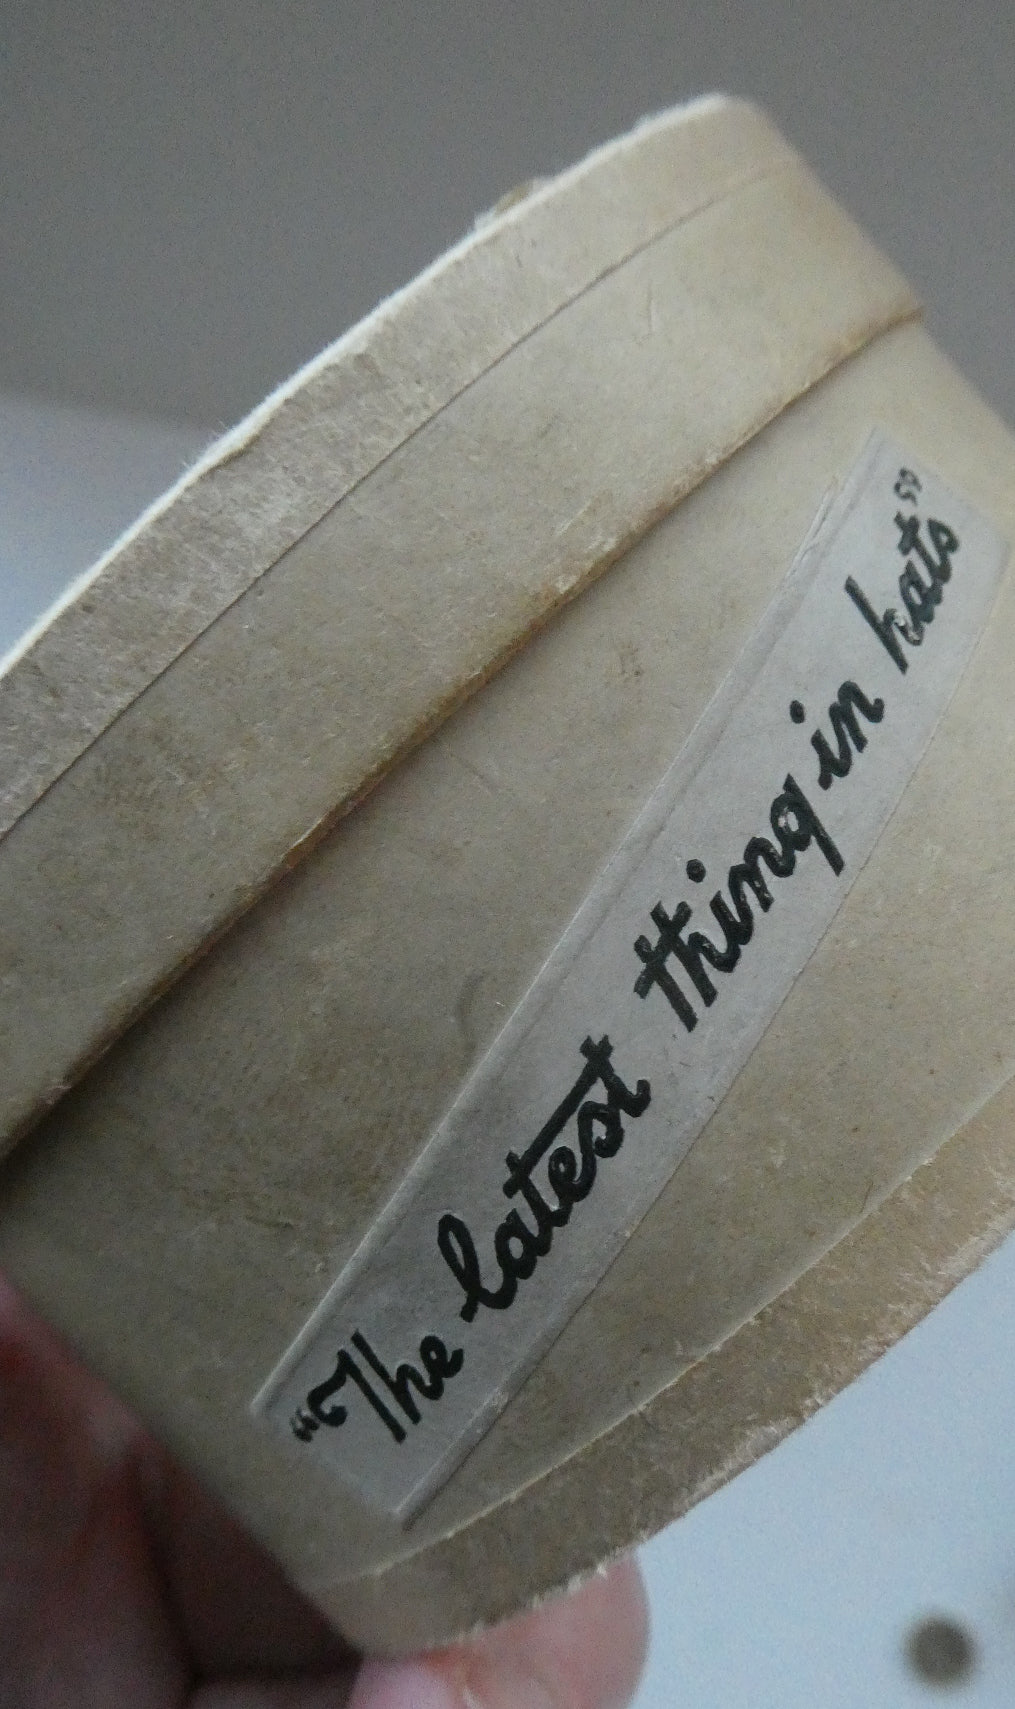 "The latest thing in hats"